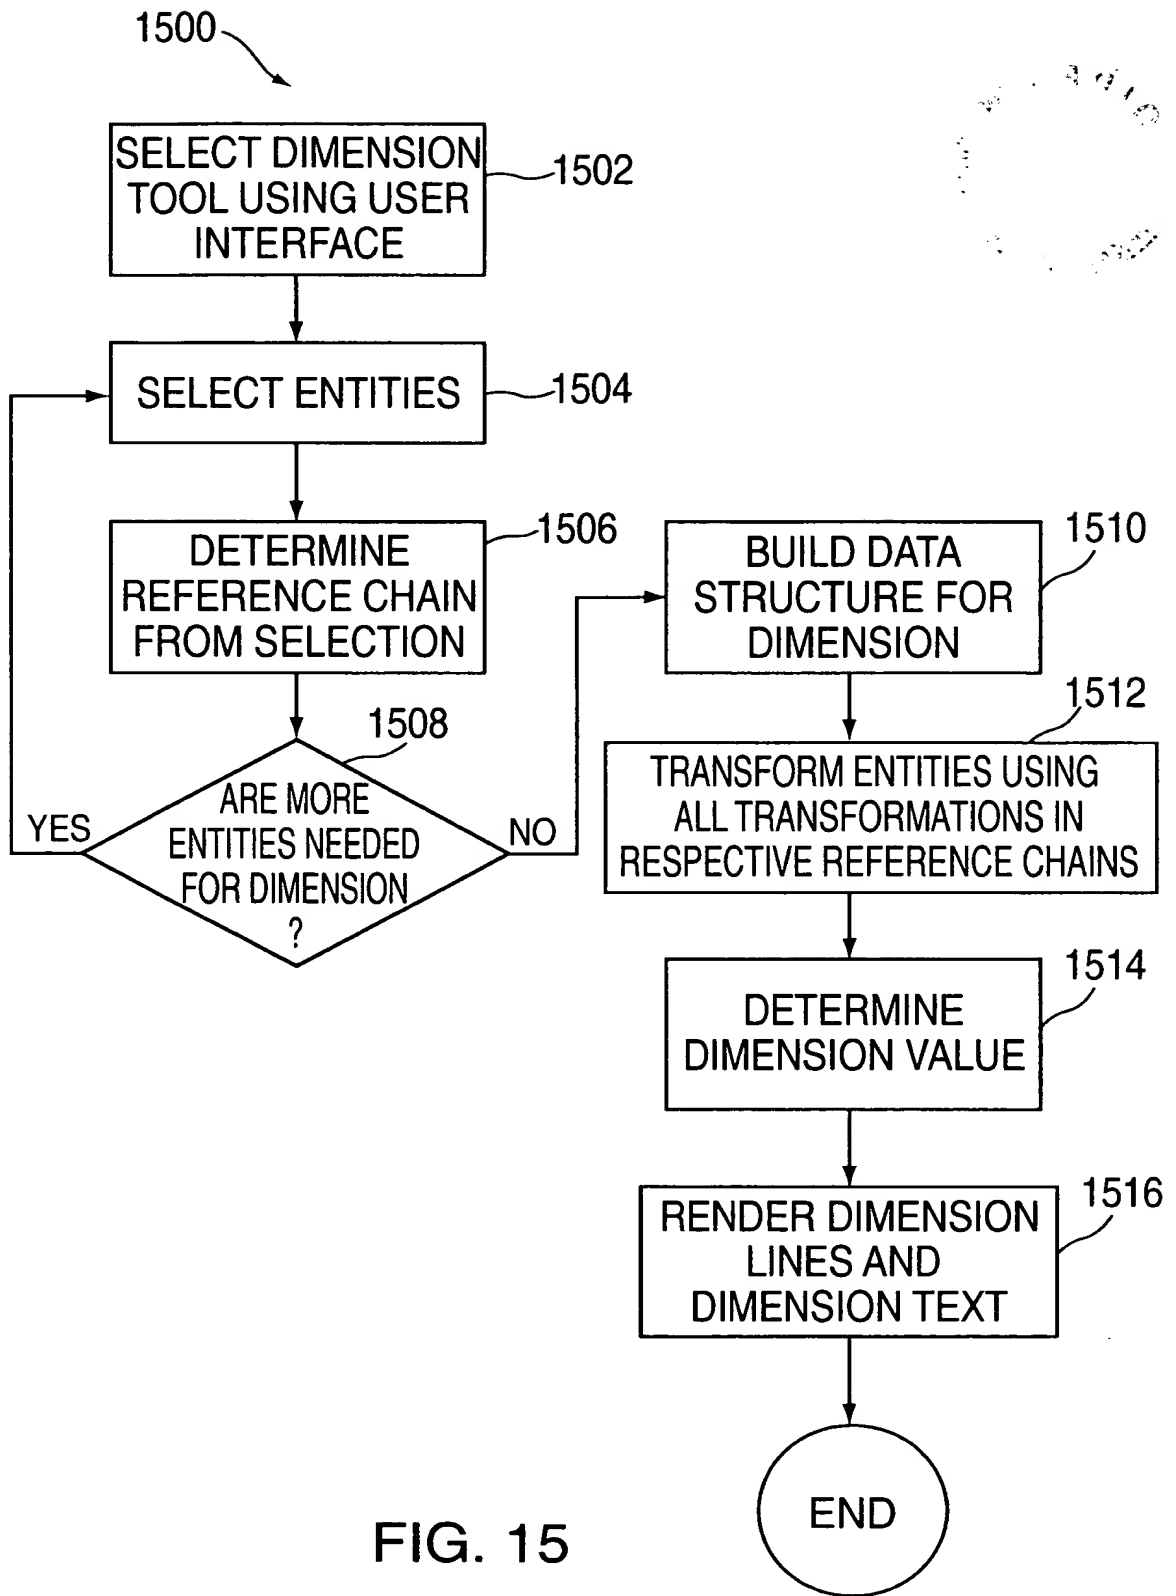 1500
SELECT DIMENSION
TOOL USING USER
INTERFACE
1502
SELECT ENTITIES
1504
DETERMINE
REFERENCE CHAIN
FROM SELECTION
1506
1508
ARE MORE
ENTITIES NEEDED
FOR DIMENSION
?
YES
NO
BUILD DATA
STRUCTURE FOR
DIMENSION
1510
1512
TRANSFORM ENTITIES USING
ALL TRANSFORMATIONS IN
RESPECTIVE REFERENCE CHAINS
DETERMINE
DIMENSION VALUE
1514
RENDER DIMENSION
LINES AND
DIMENSION TEXT
1516
END
FIG. 15